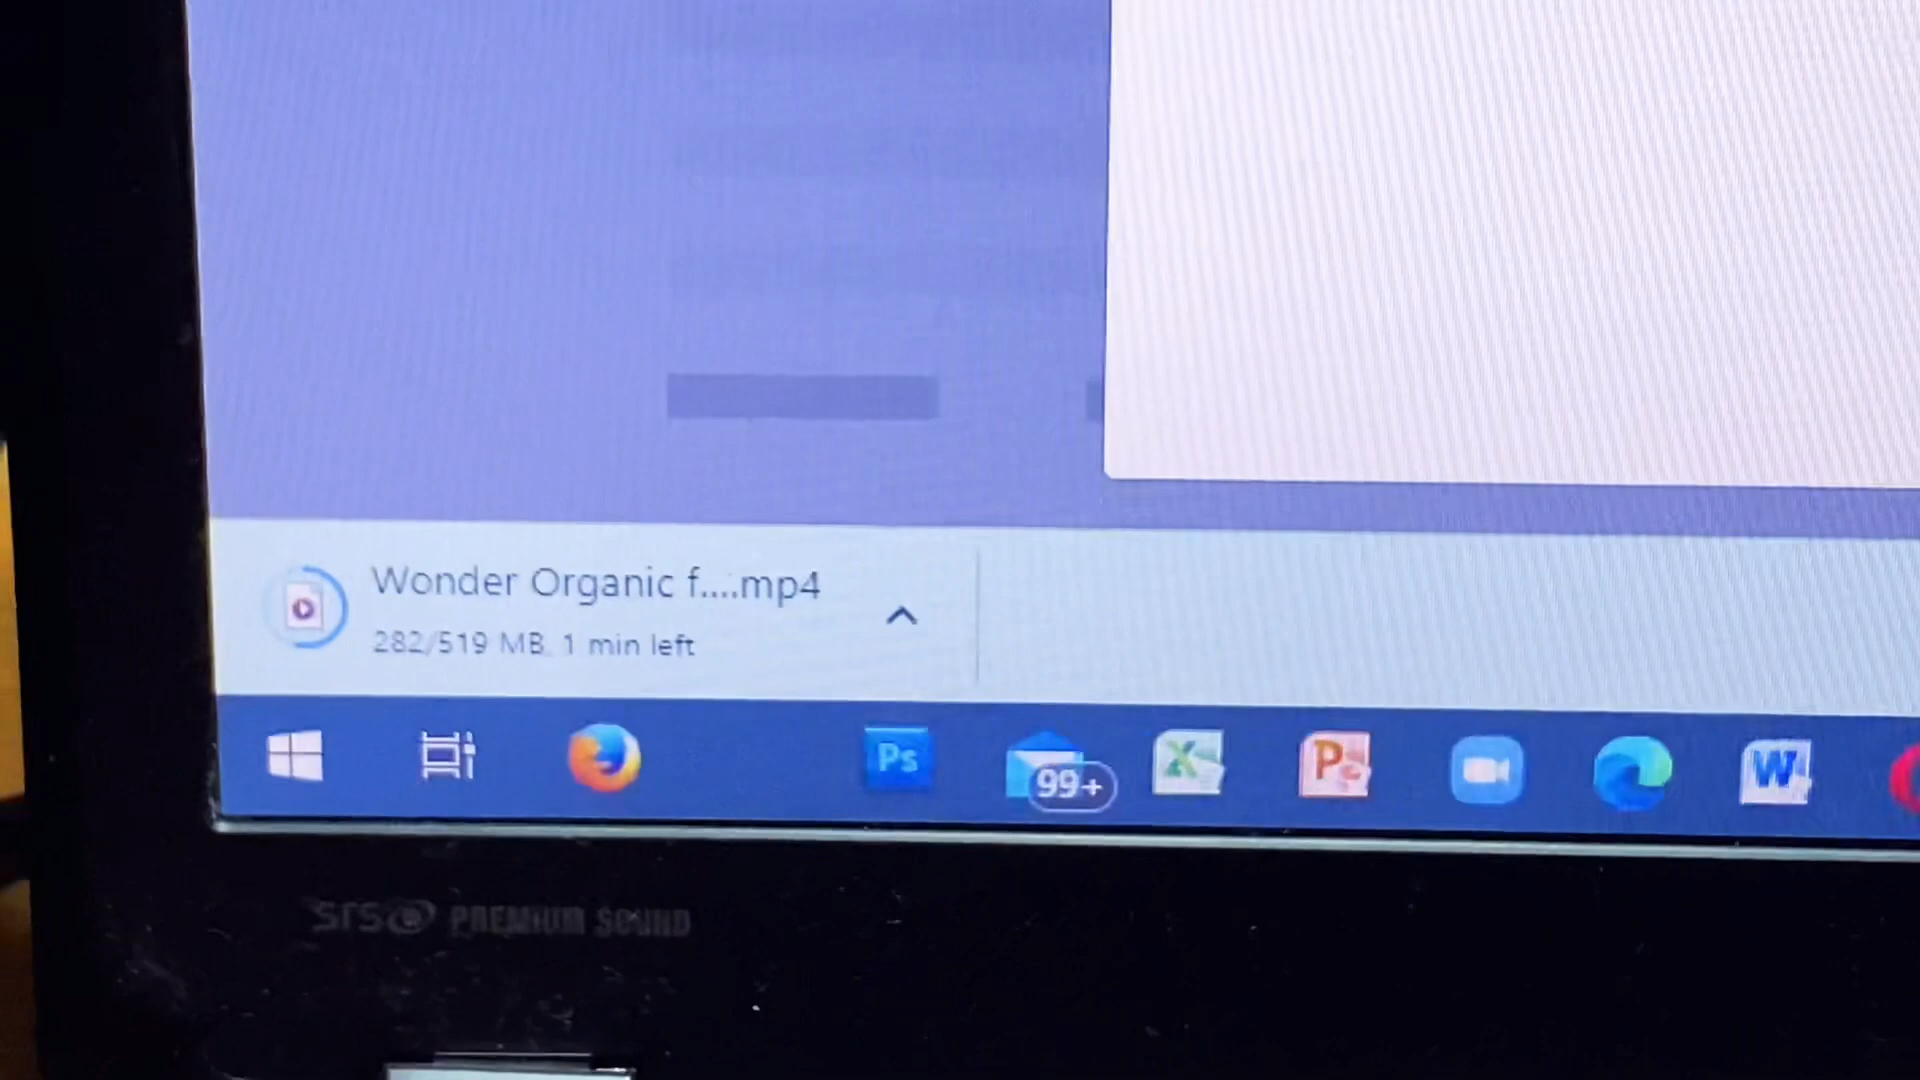 Wonder Organic f....mp4
282/519 MB, 1 min left
Ps
99+
X
P
W
SRS PREMIUM SOUND